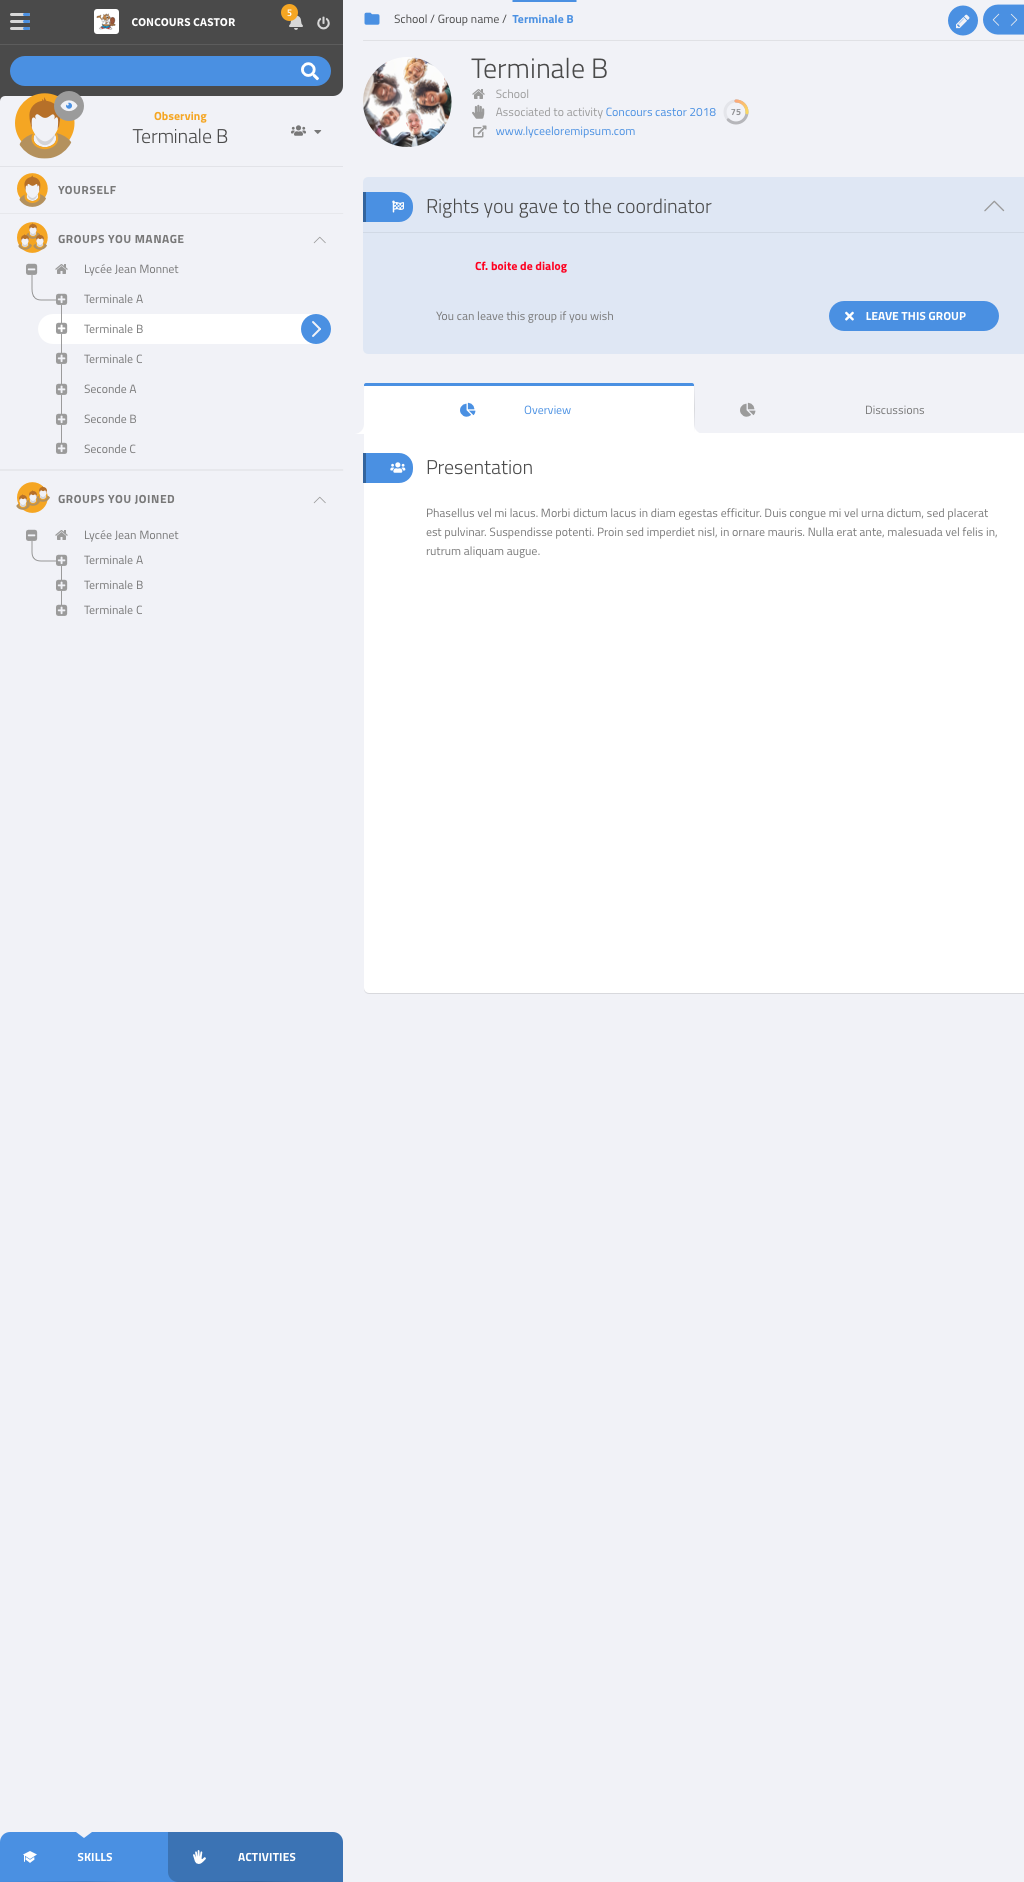 CONCOURS CASTOR
5
Observing
Terminale B
YOURSELF
GROUPS YOU MANAGE
Lycée Jean Monnet
Terminale A
Terminale B
Terminale C
Seconde A
Seconde B
Seconde C
GROUPS YOU JOINED
Lycée Jean Monnet
Terminale A
Terminale B
Terminale C
SKILLS
ACTIVITIES
School / Group name / Terminale B
Terminale B
School
Associated to activity Concours castor 2018
75
www.lyceeloremipsum.com
Rights you gave to the coordinator
Cf. boite de dialog
You can leave this group if you wish
LEAVE THIS GROUP
Overview
Discussions
Presentation
Phasellus vel mi lacus. Morbi dictum lacus in diam egestas efficitur. Duis congue mi vel urna dictum, sed placerat
est pulvinar. Suspendisse potenti. Proin sed imperdiet nisl, in ornare mauris. Nulla erat ante, malesuada vel felis in,
rutrum aliquam augue.